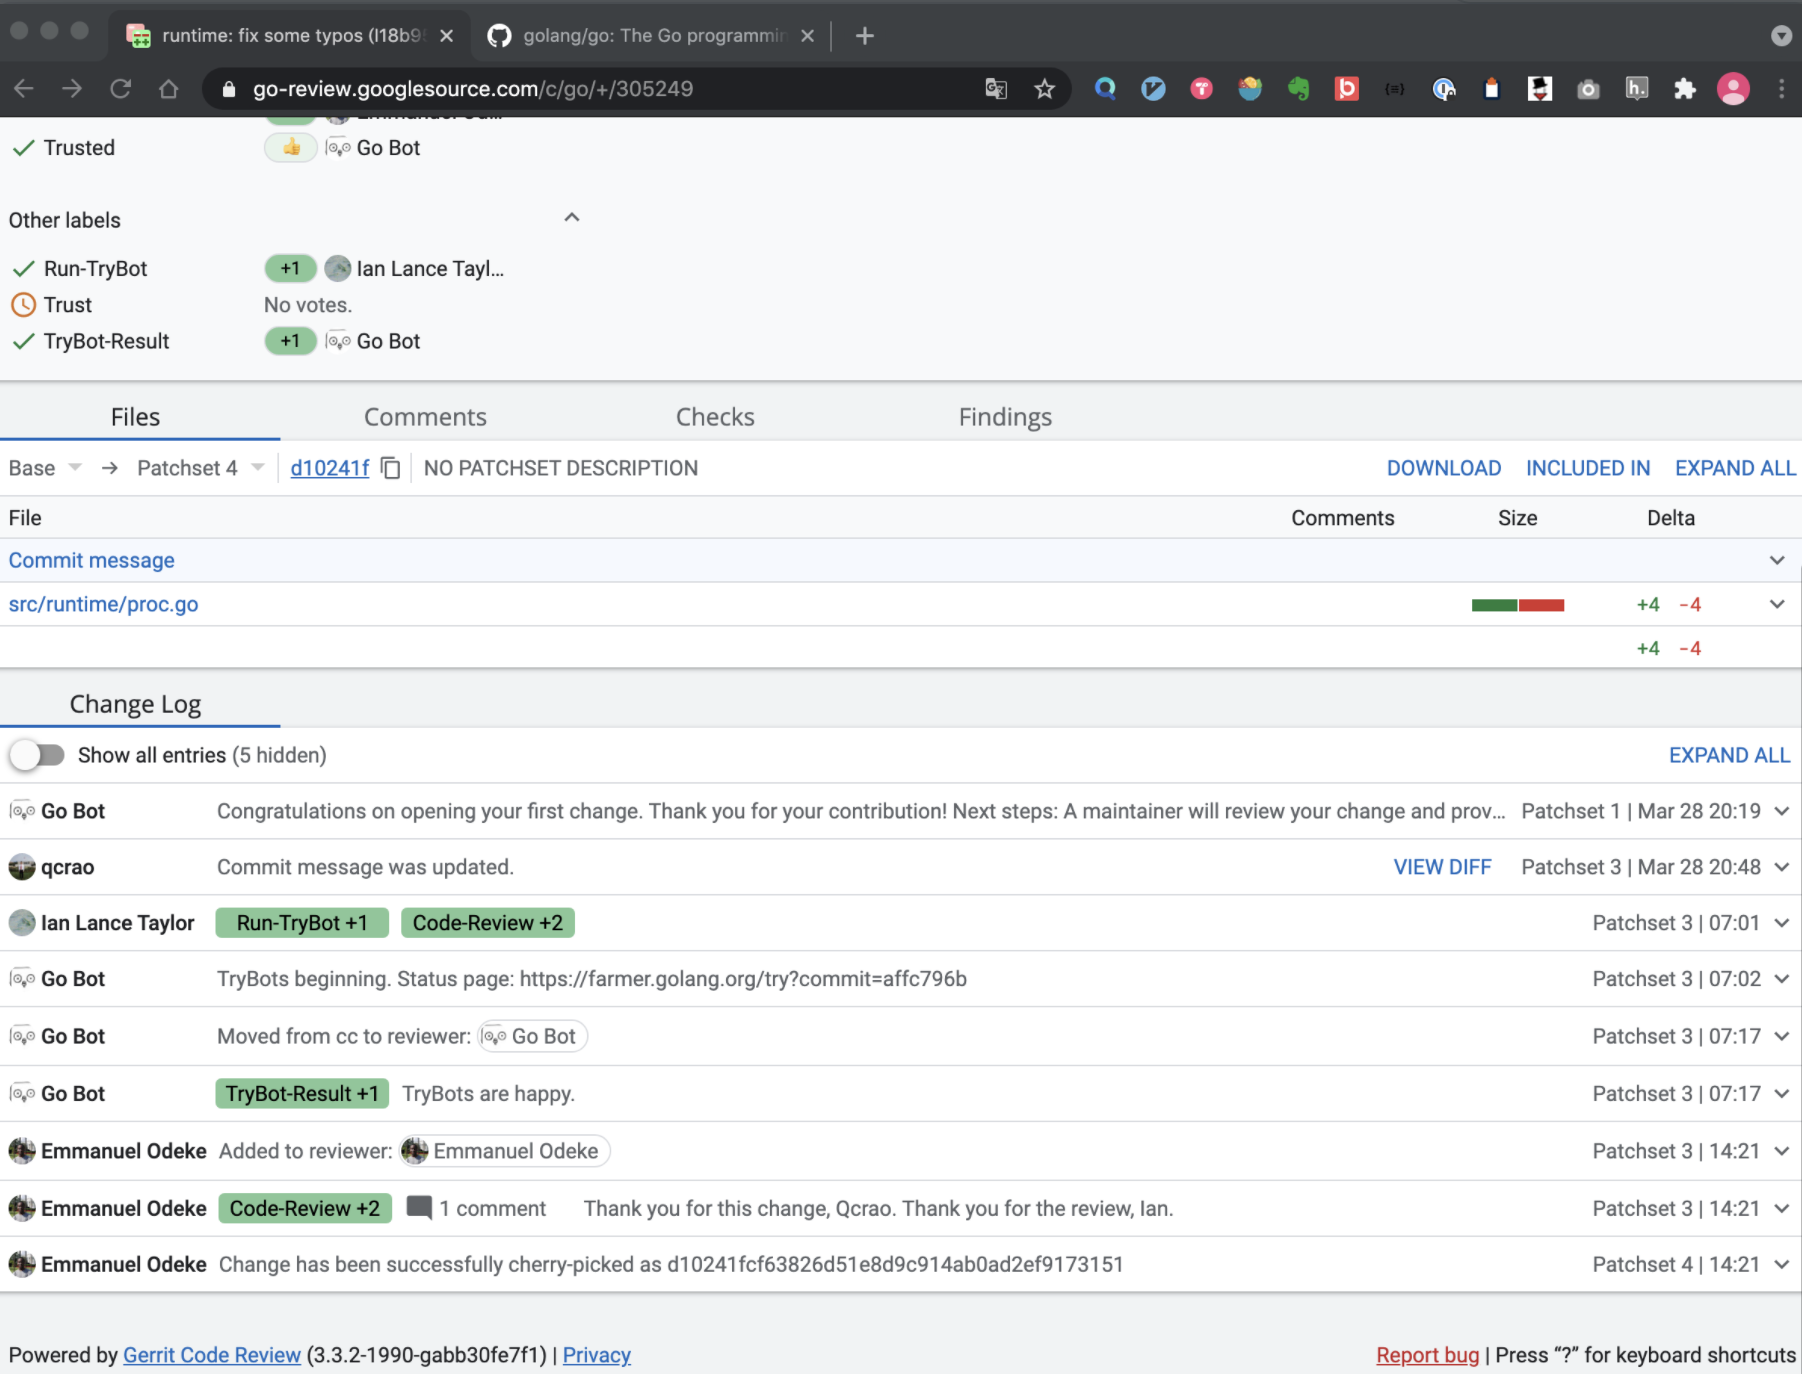 runtime: fix some typos (I18b9
golang/go: The Go programmin
go-review.googlesource.com/c/go/+/305249
Trusted 👍 Go Bot
Other labels
Run-TryBot +1 Ian Lance Tayl...
Trust No votes.
TryBot-Result +1 Go Bot
Files Comments Checks Findings
Base → Patchset 4 d10241f NO PATCHSET DESCRIPTION DOWNLOAD INCLUDED IN EXPAND ALL
File Comments Size Delta
Commit message
src/runtime/proc.go +4 -4
+4 -4
Change Log
Show all entries (5 hidden) EXPAND ALL
Go Bot Congratulations on opening your first change. Thank you for your contribution! Next steps: A maintainer will review your change and prov... Patchset 1 | Mar 28 20:19
qcrao Commit message was updated. VIEW DIFF Patchset 3 | Mar 28 20:48
Ian Lance Taylor Run-TryBot +1 Code-Review +2 Patchset 3 | 07:01
Go Bot TryBots beginning. Status page: https://farmer.golang.org/try?commit=affc796b Patchset 3 | 07:02
Go Bot Moved from cc to reviewer: Go Bot Patchset 3 | 07:17
Go Bot TryBot-Result +1 TryBots are happy. Patchset 3 | 07:17
Emmanuel Odeke Added to reviewer: Emmanuel Odeke Patchset 3 | 14:21
Emmanuel Odeke Code-Review +2 1 comment Thank you for this change, Qcrao. Thank you for the review, Ian. Patchset 3 | 14:21
Emmanuel Odeke Change has been successfully cherry-picked as d10241fcf63826d51e8d9c914ab0ad2ef9173151 Patchset 4 | 14:21
Powered by Gerrit Code Review (3.3.2-1990-gabb30fe7f1) | Privacy Report bug | Press “?” for keyboard shortcuts